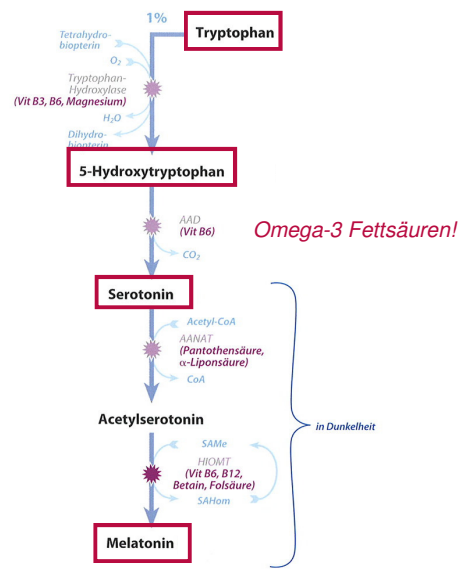 1%
Tryptophan
Tetrahydro-
biopterin
O₂
Tryptophan-
Hydroxylase
(Vit B3, B6, Magnesium)
H₂O
Dihydro-
biopterin
5-Hydroxytryptophan
AAD
(Vit B6)
Omega-3 Fettsäuren!
CO₂
Serotonin
Acetyl-CoA
AANAT
(Pantothensäure,
α-Liponsäure)
CoA
Acetylserotonin
in Dunkelheit
SAMe
HIOMT
(Vit B6, B12,
Betain, Folsäure)
SAHom
Melatonin